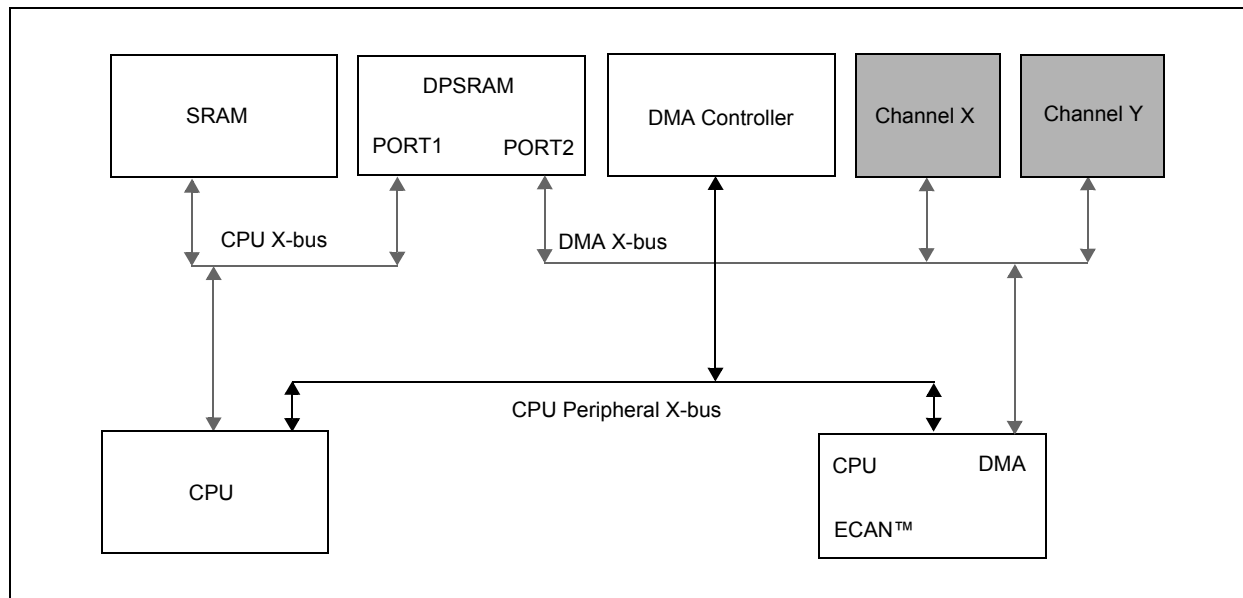 SRAM
DPSRAM
PORT1
PORT2
DMA Controller
Channel X
Channel Y
CPU X-bus
DMA X-bus
CPU Peripheral X-bus
CPU
CPU
DMA
ECAN™